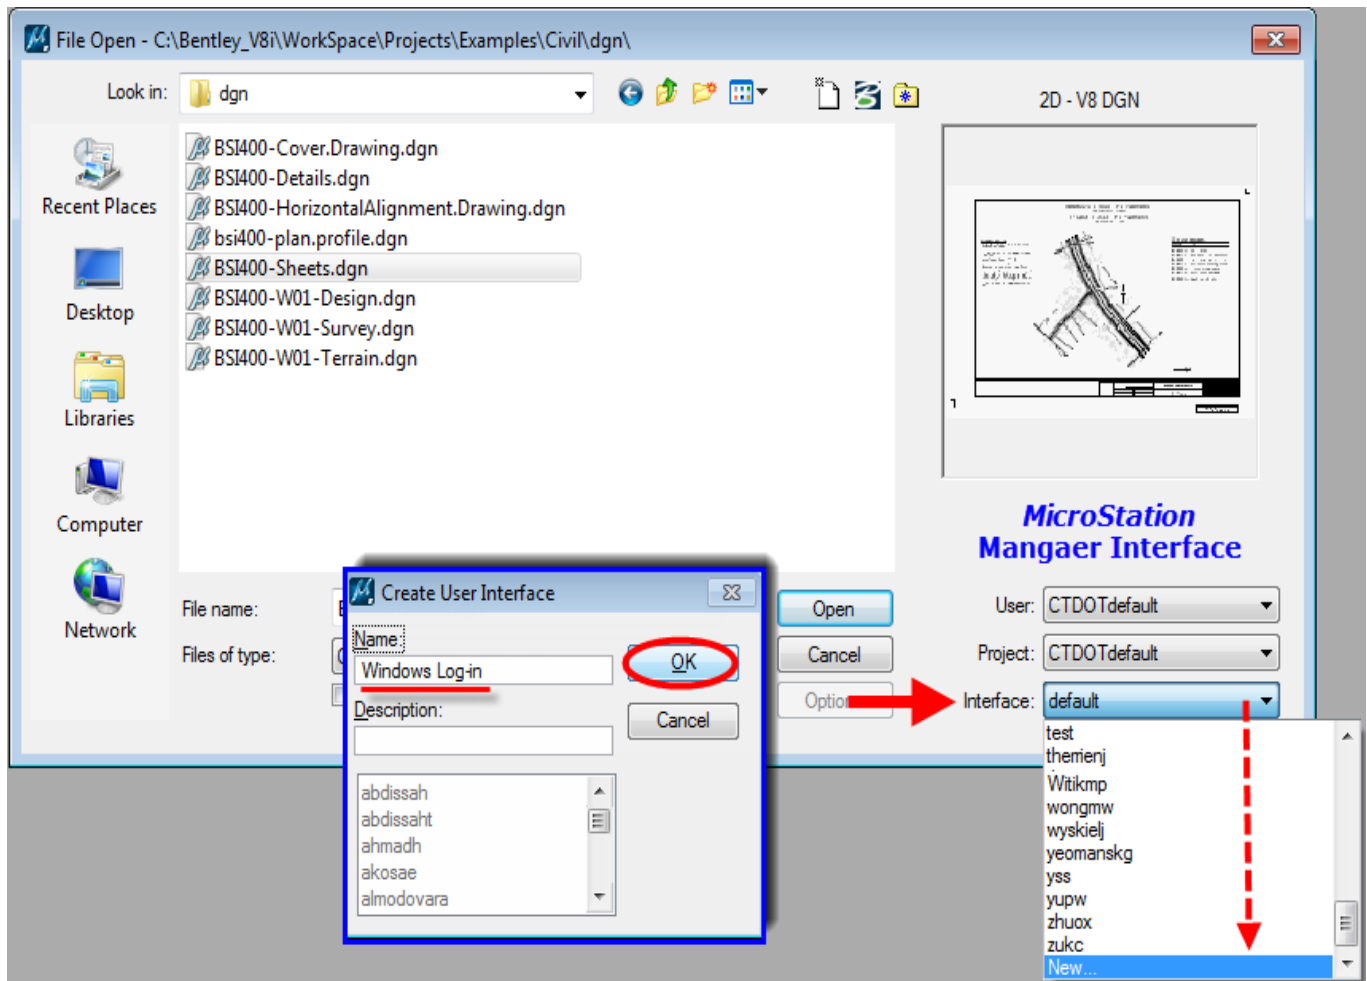 File Open - C:\Bentley_V8i\WorkSpace\Projects\Examples\Civil\dgn\
Look in:
dgn
2D - V8 DGN
Recent Places
Desktop
Libraries
Computer
Network
BSI400-Cover.Drawing.dgn
BSI400-Details.dgn
BSI400-HorizontalAlignment.Drawing.dgn
bsi400-plan.profile.dgn
BSI400-Sheets.dgn
BSI400-W01-Design.dgn
BSI400-W01-Survey.dgn
BSI400-W01-Terrain.dgn
MicroStation
Mangaer Interface
File name:
Files of type:
Open
Cancel
User: CTDOTdefault
Project: CTDOTdefault
Interface: default
Create User Interface
Name:
Windows Log-in
OK
Description:
Cancel
abdissah
abdissaht
ahmadh
akosae
almodovara
test
therrienj
Witikmp
wongmw
wyskielj
yeomanskg
yss
yupw
zhuox
zukc
New...